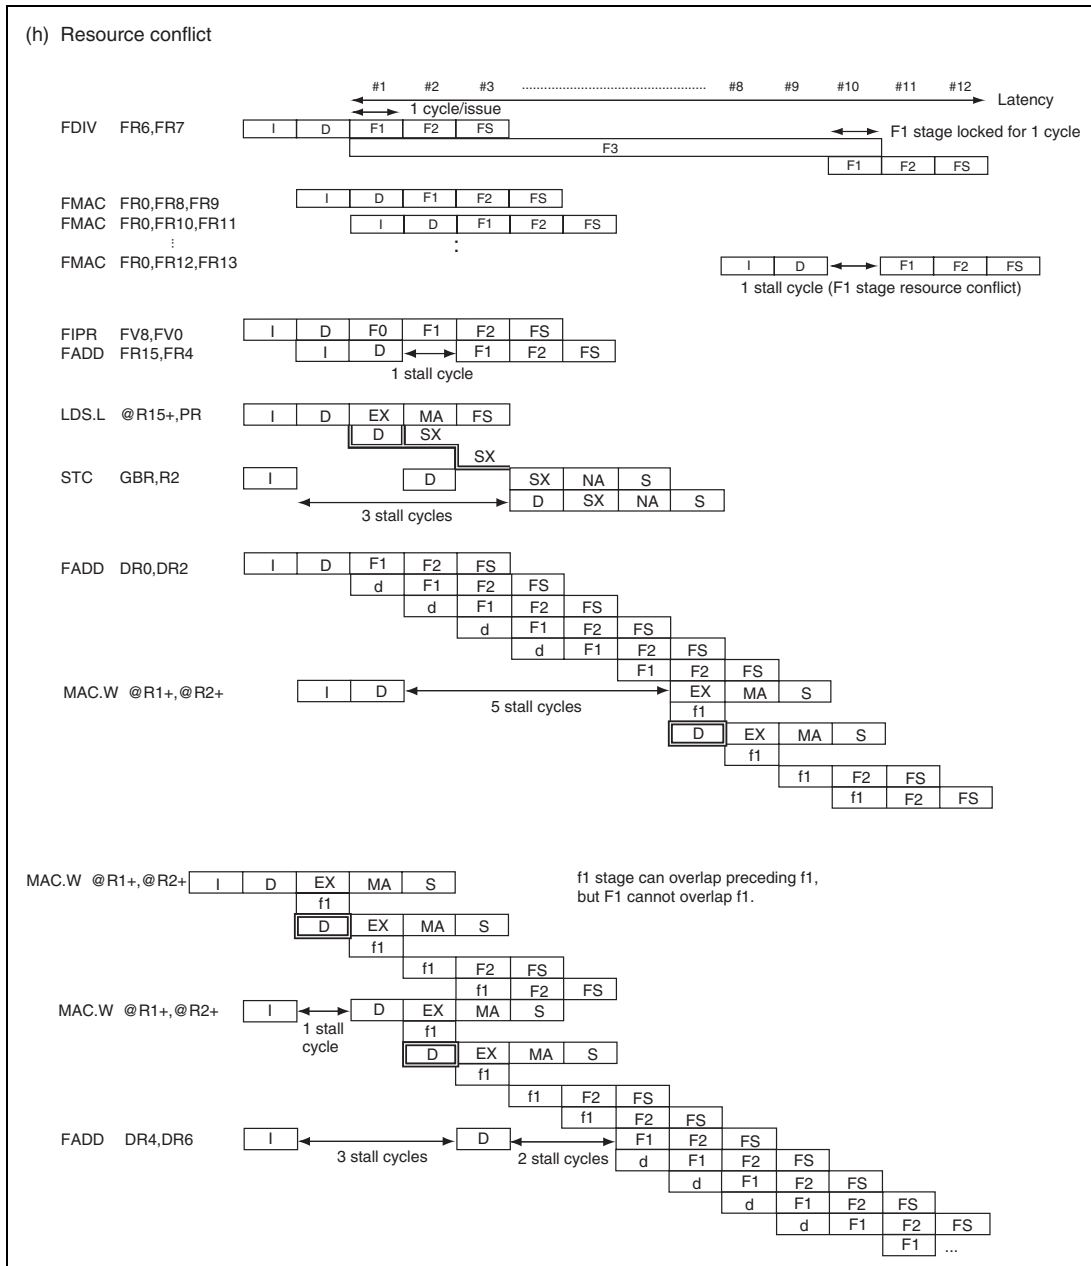 (h) Resource conflict
#1 #2 #3 .................................................... #8 #9 #10 #11 #12
Latency
1 cycle/issue
FDIV FR6,FR7 I D F1 F2 FS F1 stage locked for 1 cycle
F3
F1 F2 FS
FMAC FR0,FR8,FR9 I D F1 F2 FS
FMAC FR0,FR10,FR11 I D F1 F2 FS
⋮ :
FMAC FR0,FR12,FR13 I D F1 F2 FS
1 stall cycle (F1 stage resource conflict)
FIPR FV8,FV0 I D F0 F1 F2 FS
FADD FR15,FR4 I D F1 F2 FS
1 stall cycle
LDS.L @R15+,PR I D EX MA FS
D SX
SX
STC GBR,R2 I D SX NA S
D SX NA S
3 stall cycles
FADD DR0,DR2 I D F1 F2 FS
d F1 F2 FS
d F1 F2 FS
d F1 F2 FS
d F1 F2 FS
F1 F2 FS
MAC.W @R1+,@R2+ I D EX MA S
5 stall cycles
f1
D EX MA S
f1
f1 F2 FS
f1 F2 FS
MAC.W @R1+,@R2+ I D EX MA S f1 stage can overlap preceding f1,
f1 but F1 cannot overlap f1.
D EX MA S
f1
f1 F2 FS
f1 F2 FS
MAC.W @R1+,@R2+ I D EX MA S
1 stall f1
cycle
D EX MA S
f1
f1 F2 FS
f1 F2 FS
FADD DR4,DR6 I D F1 F2 FS
3 stall cycles 2 stall cycles d F1 F2 FS
d F1 F2 FS
d F1 F2 FS
d F1 F2 FS
F1 ...